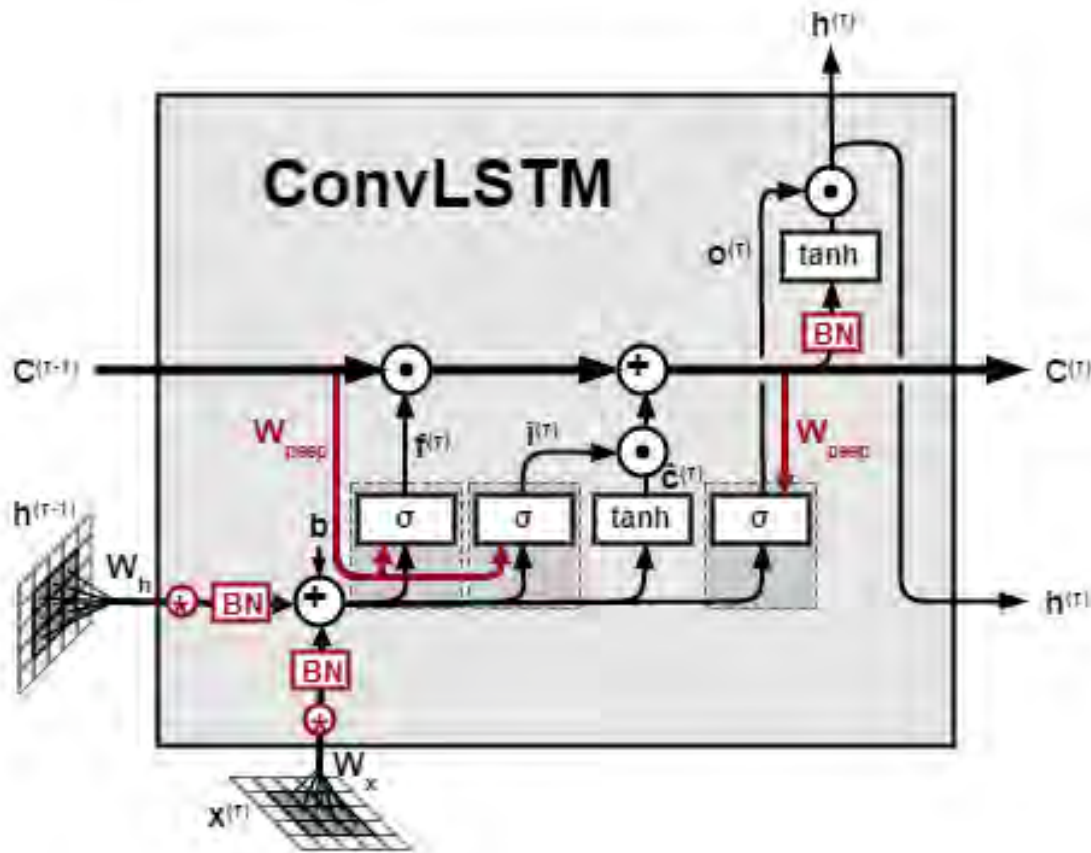 h(τ)
ConvLSTM
o(τ)
tanh
BN
C(τ-1)
C(τ)
W peep
f(τ)
i(τ)
ĉ(τ)
W peep
h(τ-1)
b
σ
σ
tanh
σ
W h
*
BN
+
h(τ)
BN
*
W x
x(τ)